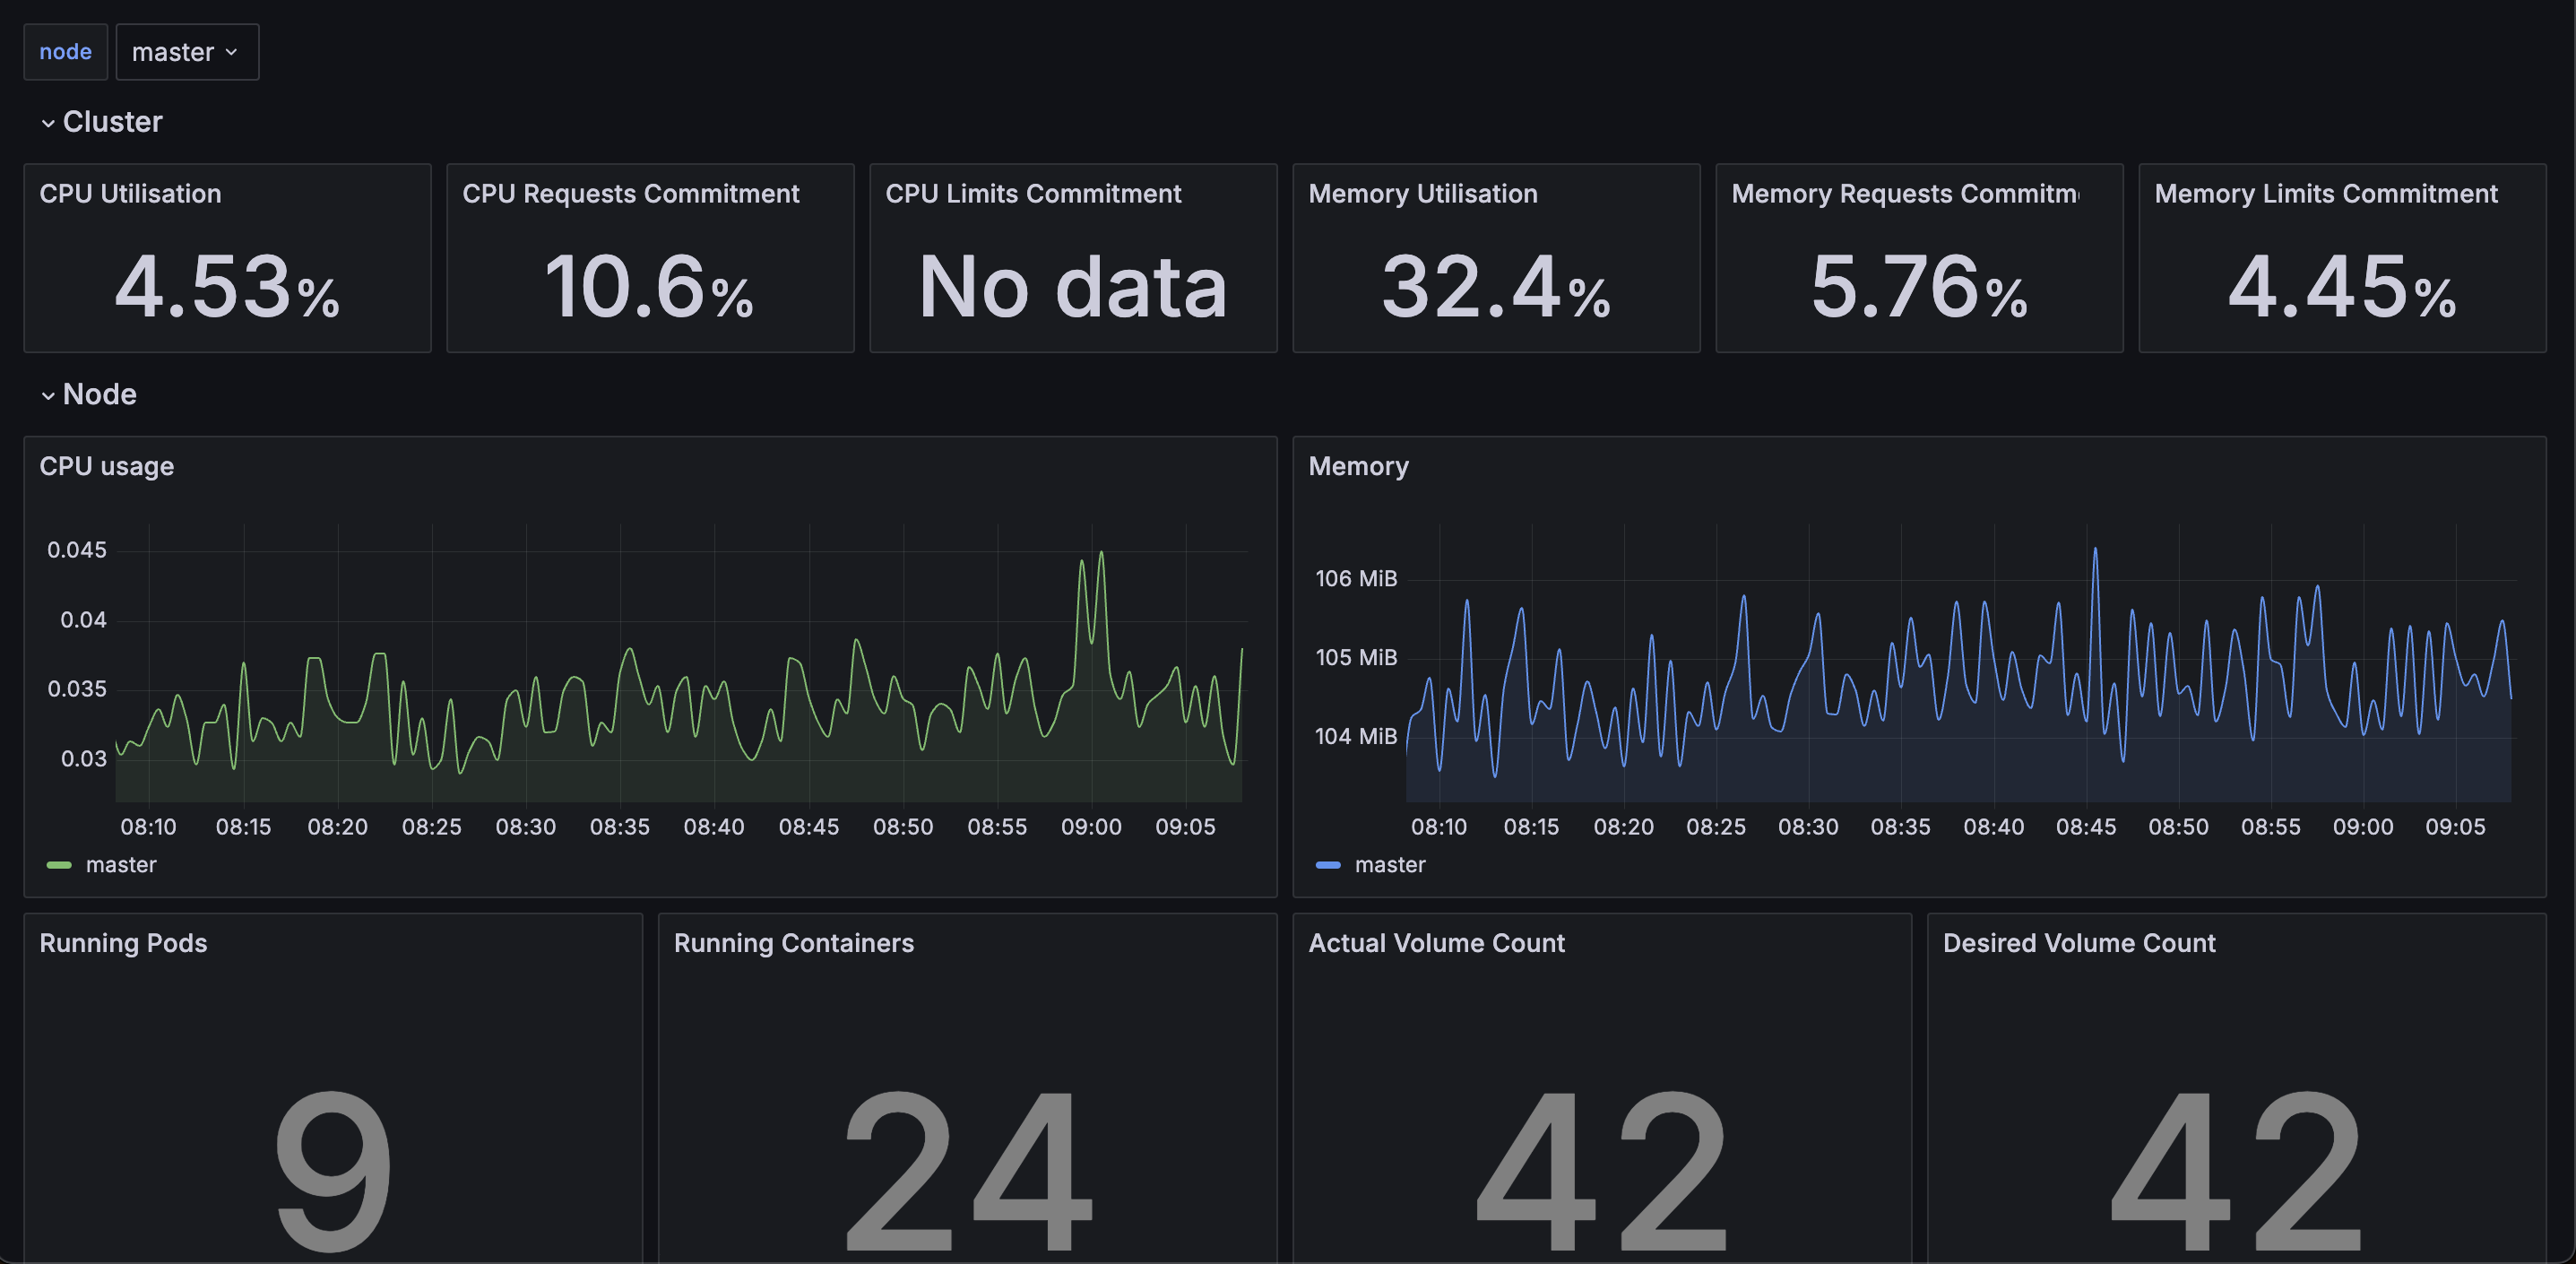 node master
Cluster
CPU Utilisation
4.53%
CPU Requests Commitment
10.6%
CPU Limits Commitment
No data
Memory Utilisation
32.4%
Memory Requests Commitm
5.76%
Memory Limits Commitment
4.45%
Node
CPU usage
0.045
0.04
0.035
0.03
08:10 08:15 08:20 08:25 08:30 08:35 08:40 08:45 08:50 08:55 09:00 09:05
master
Memory
106 MiB
105 MiB
104 MiB
08:10 08:15 08:20 08:25 08:30 08:35 08:40 08:45 08:50 08:55 09:00 09:05
master
Running Pods
9
Running Containers
24
Actual Volume Count
42
Desired Volume Count
42